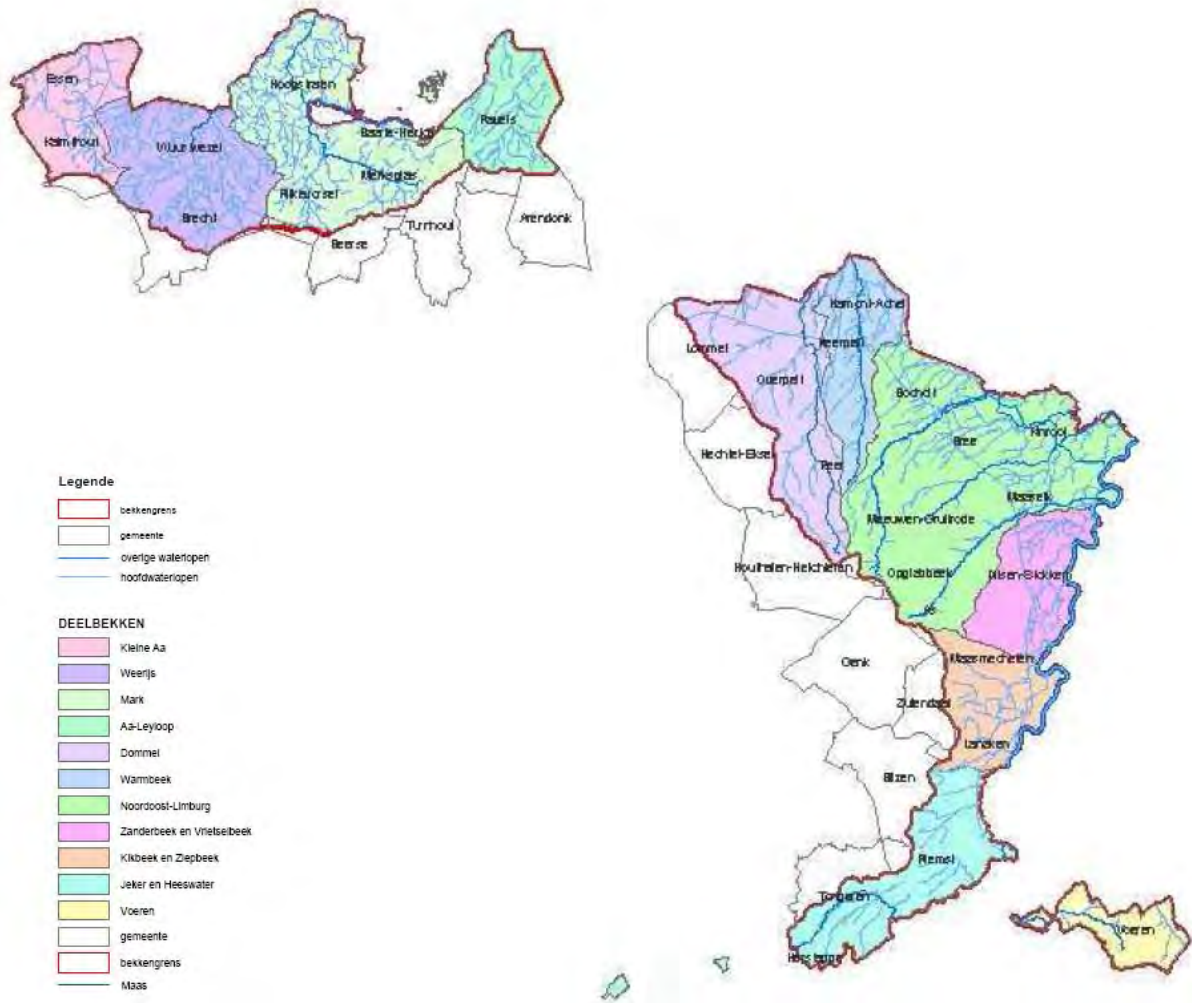 Essen
Hoogstraten
Ravels
Kalmthout
Wuustwezel
Baarle-Hertog
Merksplas
Rijkevorsel
Brecht
Turnhout
Arendonk
Beerse
Hamont-Achel
Neerpelt
Lommel
Overpelt
Bocholt
Bree
Kinrooi
Hechtel-Eksel
Peer
Maaseik
Meeuwen-Gruitrode
Houthalen-Helchteren
Opglabbeek
Dilsen-Stokkem
As
Genk
Maasmechelen
Zutendaal
Lanaken
Bilzen
Riemst
Tongeren
Voeren
Herstappe
Legende
bekkengrens
gemeente
overige waterlopen
hoofdwaterlopen
DEELBEKKEN
Kleine Aa
Weerijs
Mark
Aa-Leyloop
Dommel
Warmbeek
Noordoost-Limburg
Zanderbeek en Vrietselbeek
Kikbeek en Ziepbeek
Jeker en Heeswater
Voeren
gemeente
bekkengrens
Maas